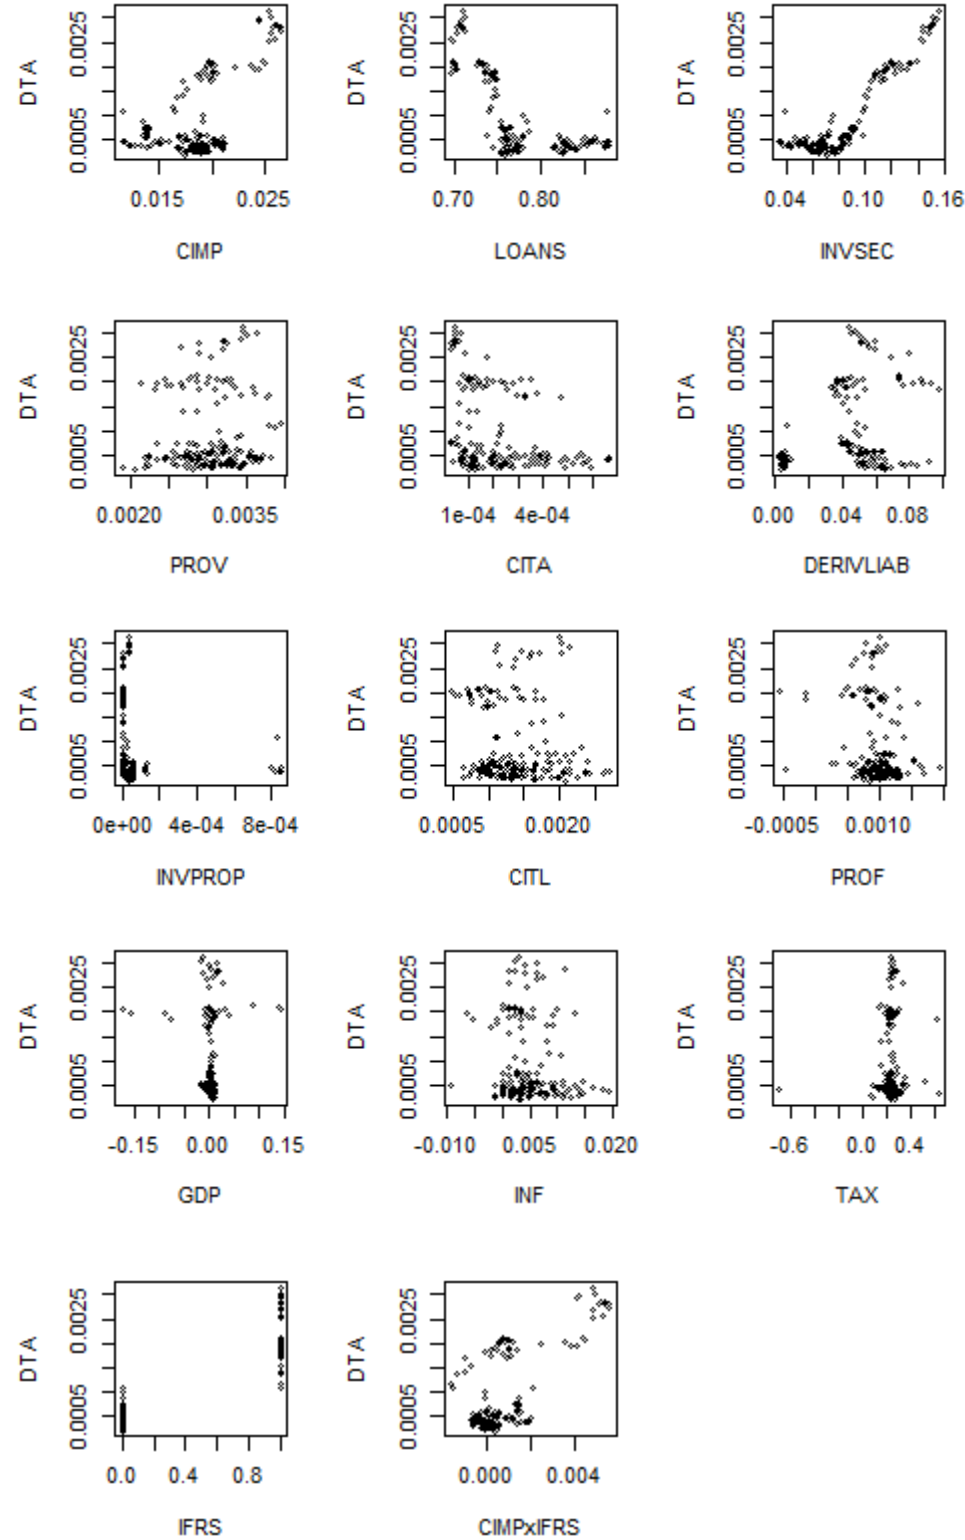 DTA 0.0005 0.0025 DTA 0.0005 0.0025 DTA 0.0005 0.0025
0.015 0.025 0.70 0.80 0.04 0.10 0.16
CIMP LOANS INVSEC
DTA 0.0005 0.0025 DTA 0.0005 0.0025 DTA 0.0005 0.0025
0.0020 0.0035 1e-04 4e-04 0.00 0.04 0.08
PROV CITA DERIVLIAB
DTA 0.0005 0.0025 DTA 0.0005 0.0025 DTA 0.0005 0.0025
0e+00 4e-04 8e-04 0.0005 0.0020 -0.0005 0.0010
INVPROP CITL PROF
DTA 0.0005 0.0025 DTA 0.0005 0.0025 DTA 0.0005 0.0025
-0.15 0.00 0.15 -0.010 0.005 0.020 -0.6 0.0 0.4
GDP INF TAX
DTA 0.0005 0.0025 DTA 0.0005 0.0025
0.0 0.4 0.8 0.000 0.004
IFRS CIMPxIFRS